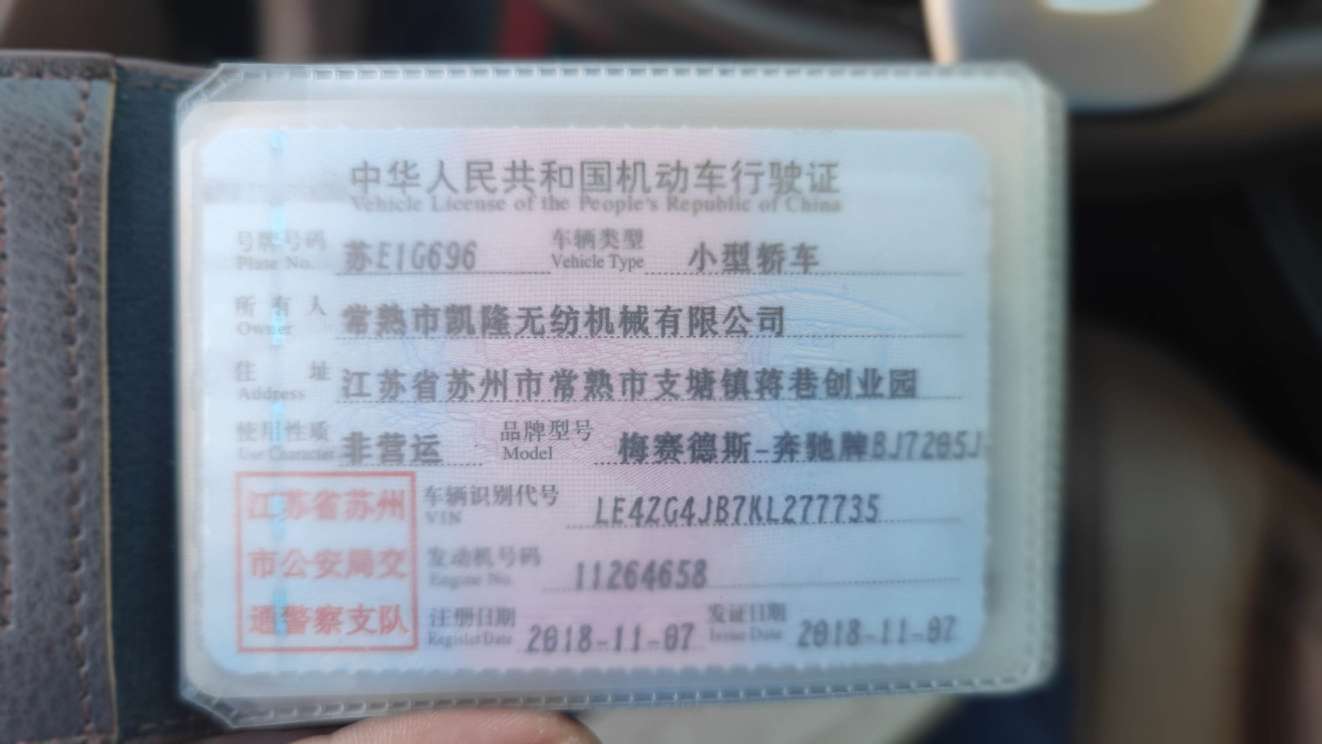 中华人民共和国机动车行驶证
Vehicle License of the People's Republic of China
号牌号码 苏E1G696 车辆类型 小型轿车
Plate No. Vehicle Type
所有人 常熟市凯隆无纺机械有限公司
Owner
住址 江苏省苏州市常熟市支塘镇蒋巷创业园
Address
使用性质 非营运 品牌型号 梅赛德斯-奔驰牌BJ7205J
Use Character Model
江苏省苏州 车辆识别代号 LE4ZG4JB7KL277735
VIN
市公安局交 发动机号码 11264658
Engine No.
通警察支队 注册日期 2018-11-07 发证日期 2018-11-07
Register Date Issue Date